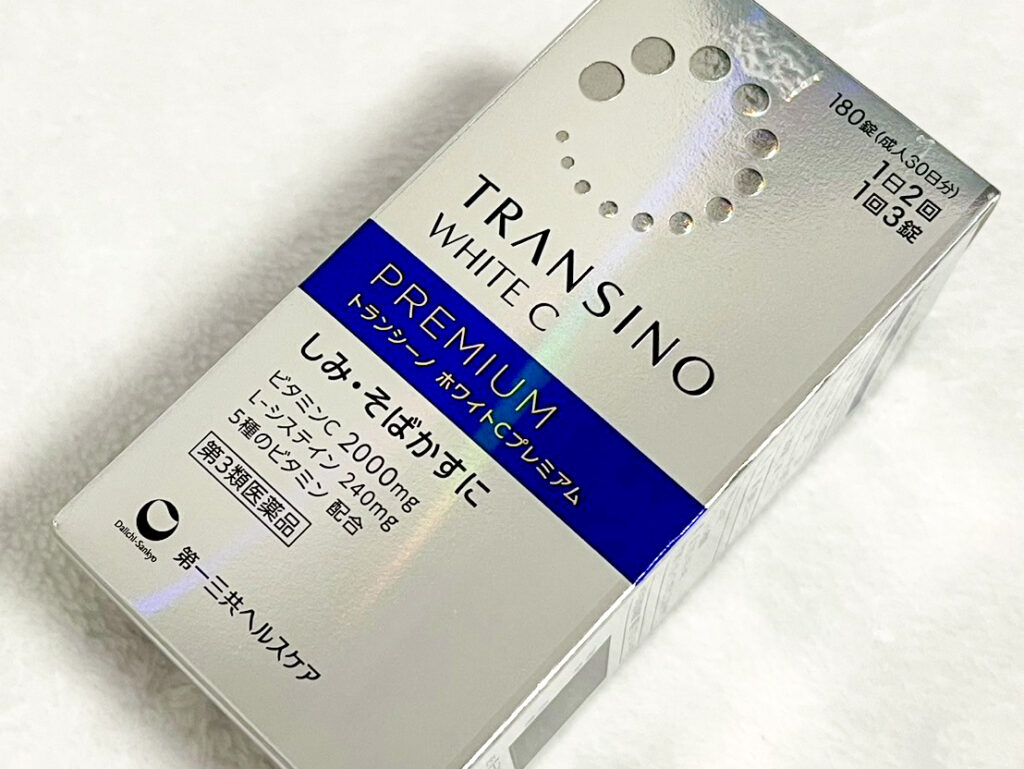 180錠(成人30日分)
1日2回
1回3錠
TRANSINO
WHITE C
PREMIUM
トランシーノ ホワイトCプレミアム
しみ・そばかすに
ビタミンC 2000mg
L-システイン 240mg
5種のビタミン 配合
第3類医薬品
Daiichi-Sankyo
第一三共ヘルスケア